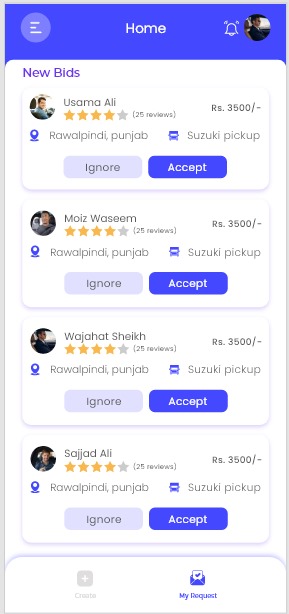 Home
New Bids
Usama Ali
Rs. 3500/-
(25 reviews)
Rawalpindi, punjab Suzuki pickup
Ignore Accept
Moiz Waseem
Rs. 3500/-
(25 reviews)
Rawalpindi, punjab Suzuki pickup
Ignore Accept
Wajahat Sheikh
Rs. 3500/-
(25 reviews)
Rawalpindi, punjab Suzuki pickup
Ignore Accept
Sajjad Ali
Rs. 3500/-
(25 reviews)
Rawalpindi, punjab Suzuki pickup
Ignore Accept
Create My Request